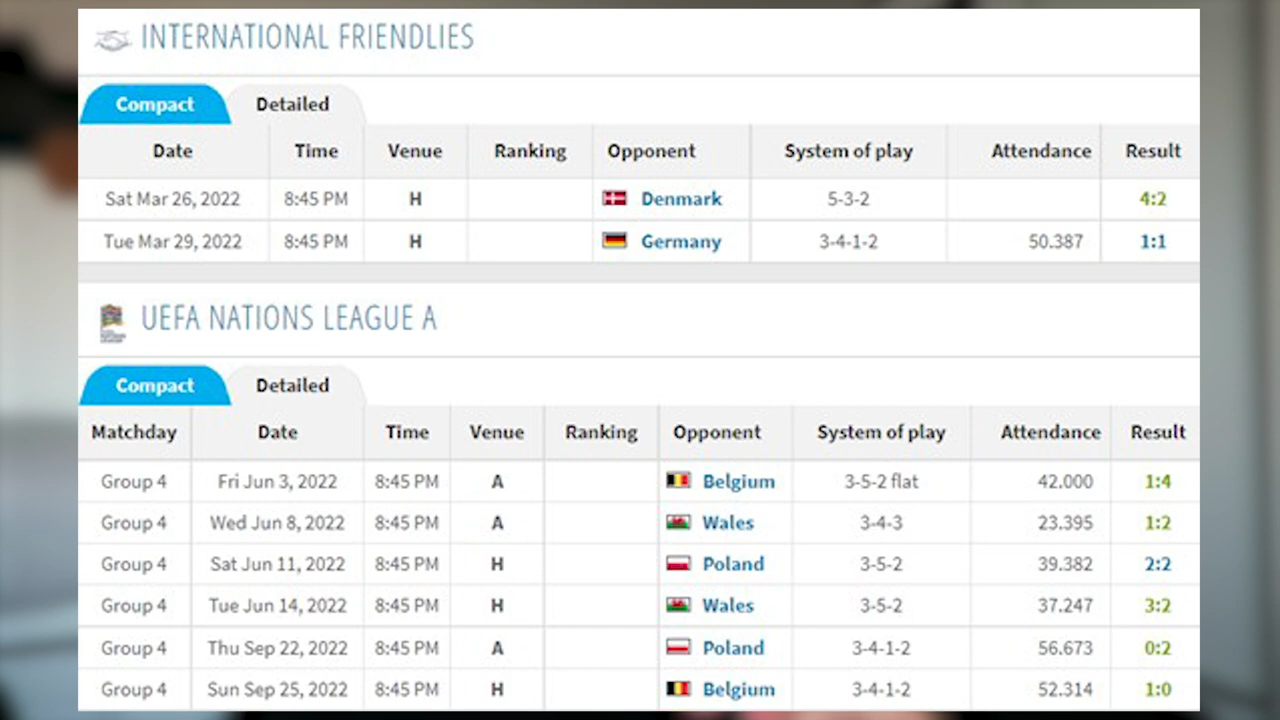 INTERNATIONAL FRIENDLIES
Compact Detailed
Date Time Venue Ranking Opponent System of play Attendance Result
Sat Mar 26, 2022 8:45 PM H Denmark 5-3-2 4:2
Tue Mar 29, 2022 8:45 PM H Germany 3-4-1-2 50.387 1:1
UEFA NATIONS LEAGUE A
Compact Detailed
Matchday Date Time Venue Ranking Opponent System of play Attendance Result
Group 4 Fri Jun 3, 2022 8:45 PM A Belgium 3-5-2 flat 42.000 1:4
Group 4 Wed Jun 8, 2022 8:45 PM A Wales 3-4-3 23.395 1:2
Group 4 Sat Jun 11, 2022 8:45 PM H Poland 3-5-2 39.382 2:2
Group 4 Tue Jun 14, 2022 8:45 PM H Wales 3-5-2 37.247 3:2
Group 4 Thu Sep 22, 2022 8:45 PM A Poland 3-4-1-2 56.673 0:2
Group 4 Sun Sep 25, 2022 8:45 PM H Belgium 3-4-1-2 52.314 1:0